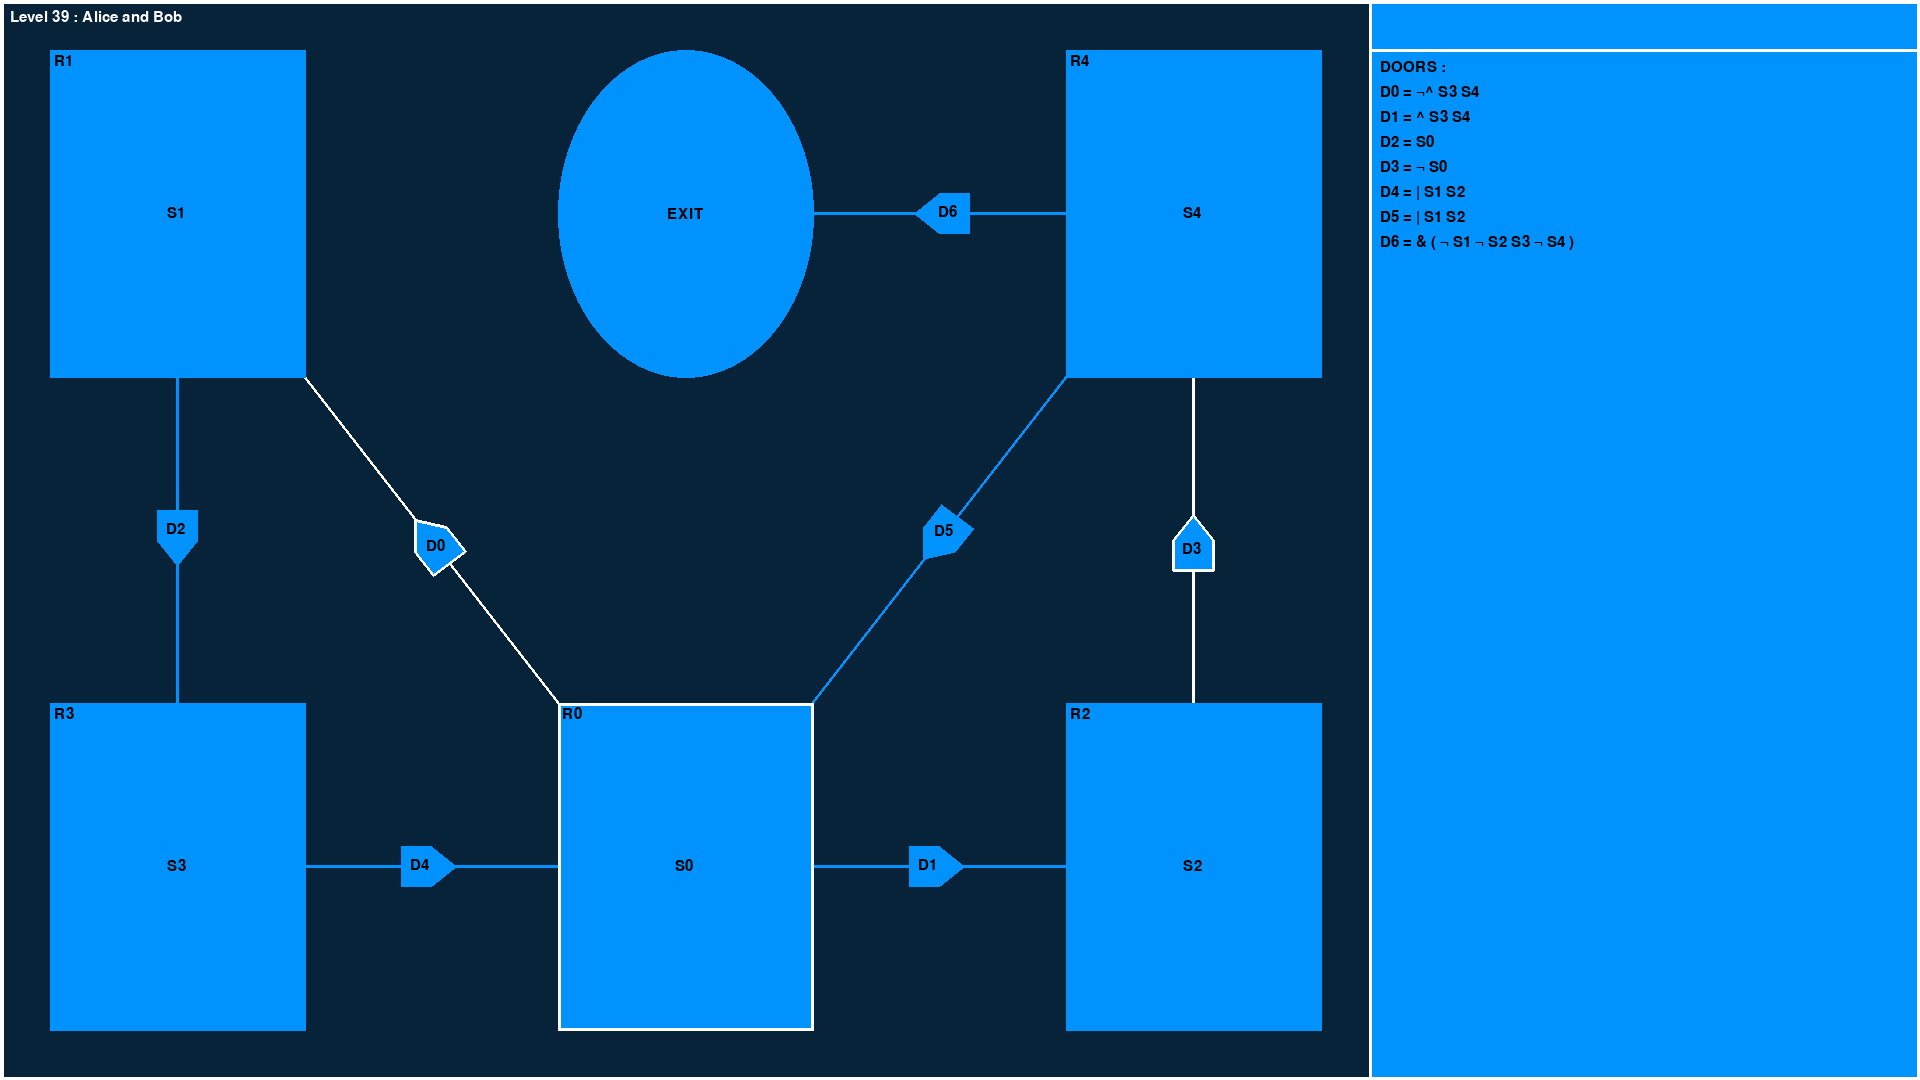 Level 39 : Alice and Bob
R1
S1
EXIT
R4
S4
D6
D2
D0
D5
D3
R3
S3
D4
R0
S0
D1
R2
S2
DOORS :
D0 = ¬^ S3 S4
D1 = ^ S3 S4
D2 = S0
D3 = ¬ S0
D4 = | S1 S2
D5 = | S1 S2
D6 = & ( ¬ S1 ¬ S2 S3 ¬ S4 )